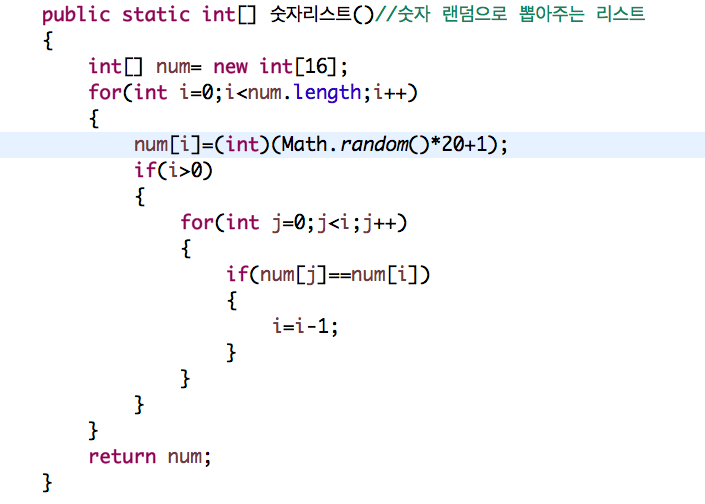 public static int[] 숫자리스트()//숫자 랜덤으로 뽑아주는 리스트
{
int[] num= new int[16];
for(int i=0;i<num.length;i++)
{
num[i]=(int)(Math.random()*20+1);
if(i>0)
{
for(int j=0;j<i;j++)
{
if(num[j]==num[i])
{
i=i-1;
}
}
}
}
return num;
}